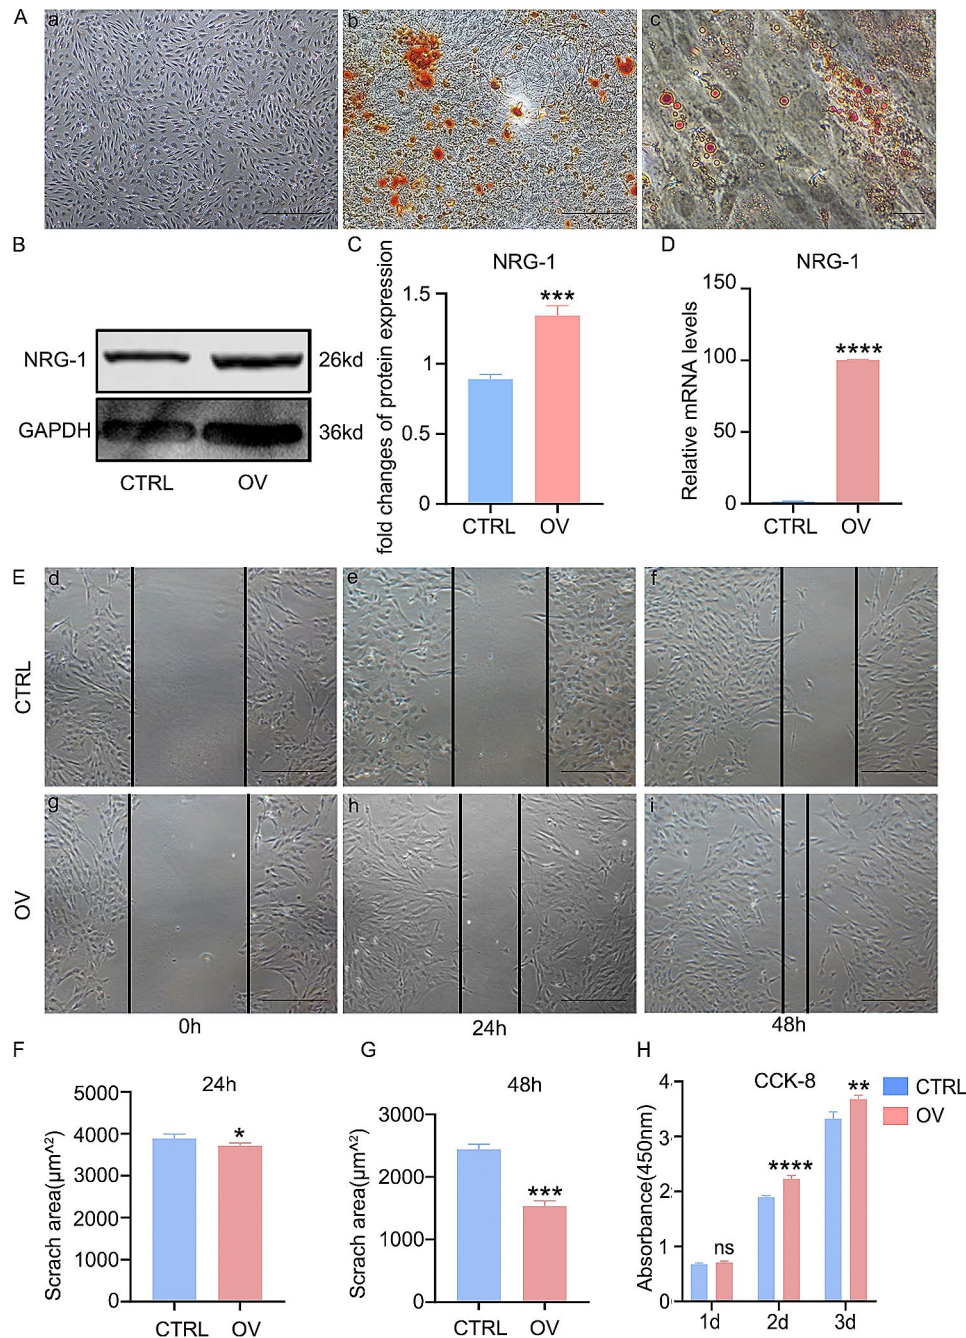 A
a
b
c
B
NRG-1
26kd
GAPDH
36kd
CTRL
OV
C
NRG-1
fold changes of protein expression
1.5
1
0.5
0
***
CTRL
OV
D
NRG-1
Relative mRNA levels
150
100
50
0
****
CTRL
OV
E
d
e
f
CTRL
g
h
i
OV
0h
24h
48h
F
24h
Scrach area(μm^²)
5000
4000
3000
2000
1000
0
*
CTRL
OV
G
48h
Scrach area(μm^²)
3000
2000
1000
0
***
CTRL
OV
H
CCK-8
Absorbance(450nm)
4
3
2
1
0
ns
****
**
1d
2d
3d
CTRL
OV